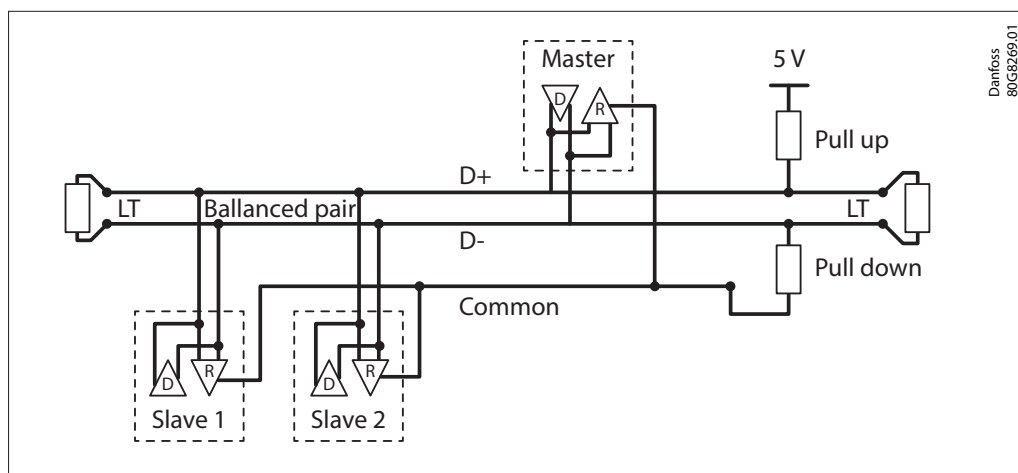 Master
5 V
Danfoss
80G8269.01
D
R
Pull up
D+
LT
Ballanced pair
LT
D-
Pull down
Common
D
R
D
R
Slave 1
Slave 2